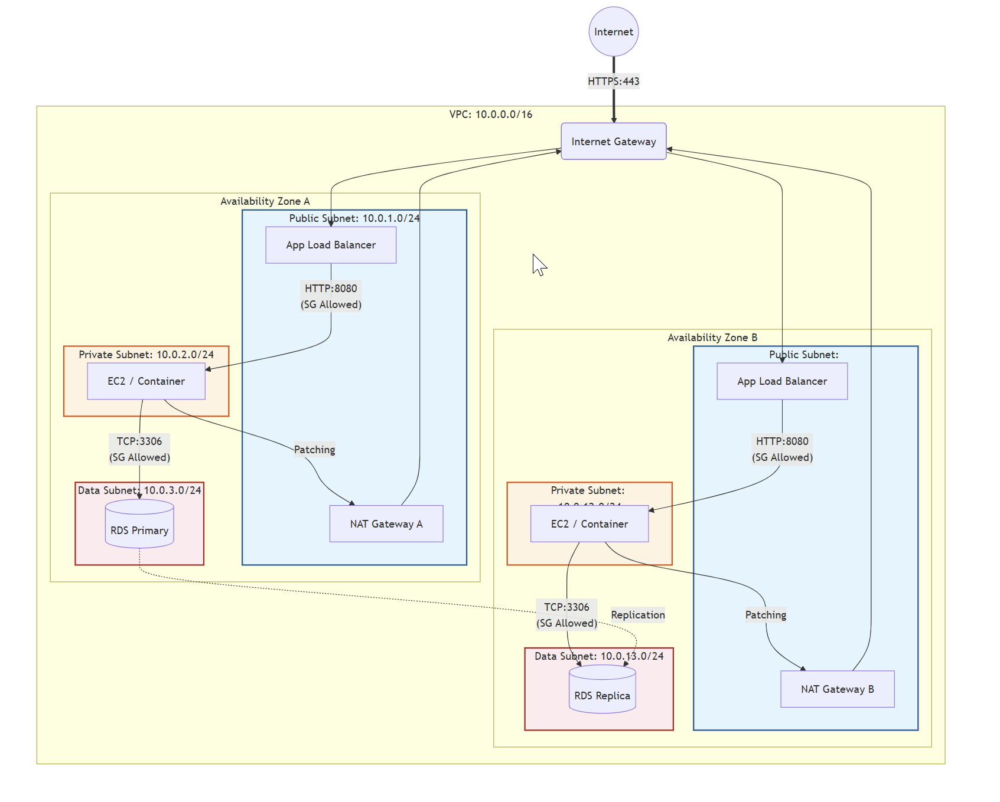 Internet
HTTPS:443
VPC: 10.0.0.0/16
Internet Gateway
Availability Zone A
Public Subnet: 10.0.1.0/24
App Load Balancer
HTTP:8080
(SG Allowed)
Private Subnet: 10.0.2.0/24
EC2 / Container
TCP:3306
(SG Allowed)
Patching
Data Subnet: 10.0.3.0/24
RDS Primary
NAT Gateway A
Availability Zone B
Public Subnet:
App Load Balancer
HTTP:8080
(SG Allowed)
Private Subnet:
EC2 / Container
TCP:3306
(SG Allowed)
Replication
Patching
Data Subnet: 10.0.13.0/24
RDS Replica
NAT Gateway B